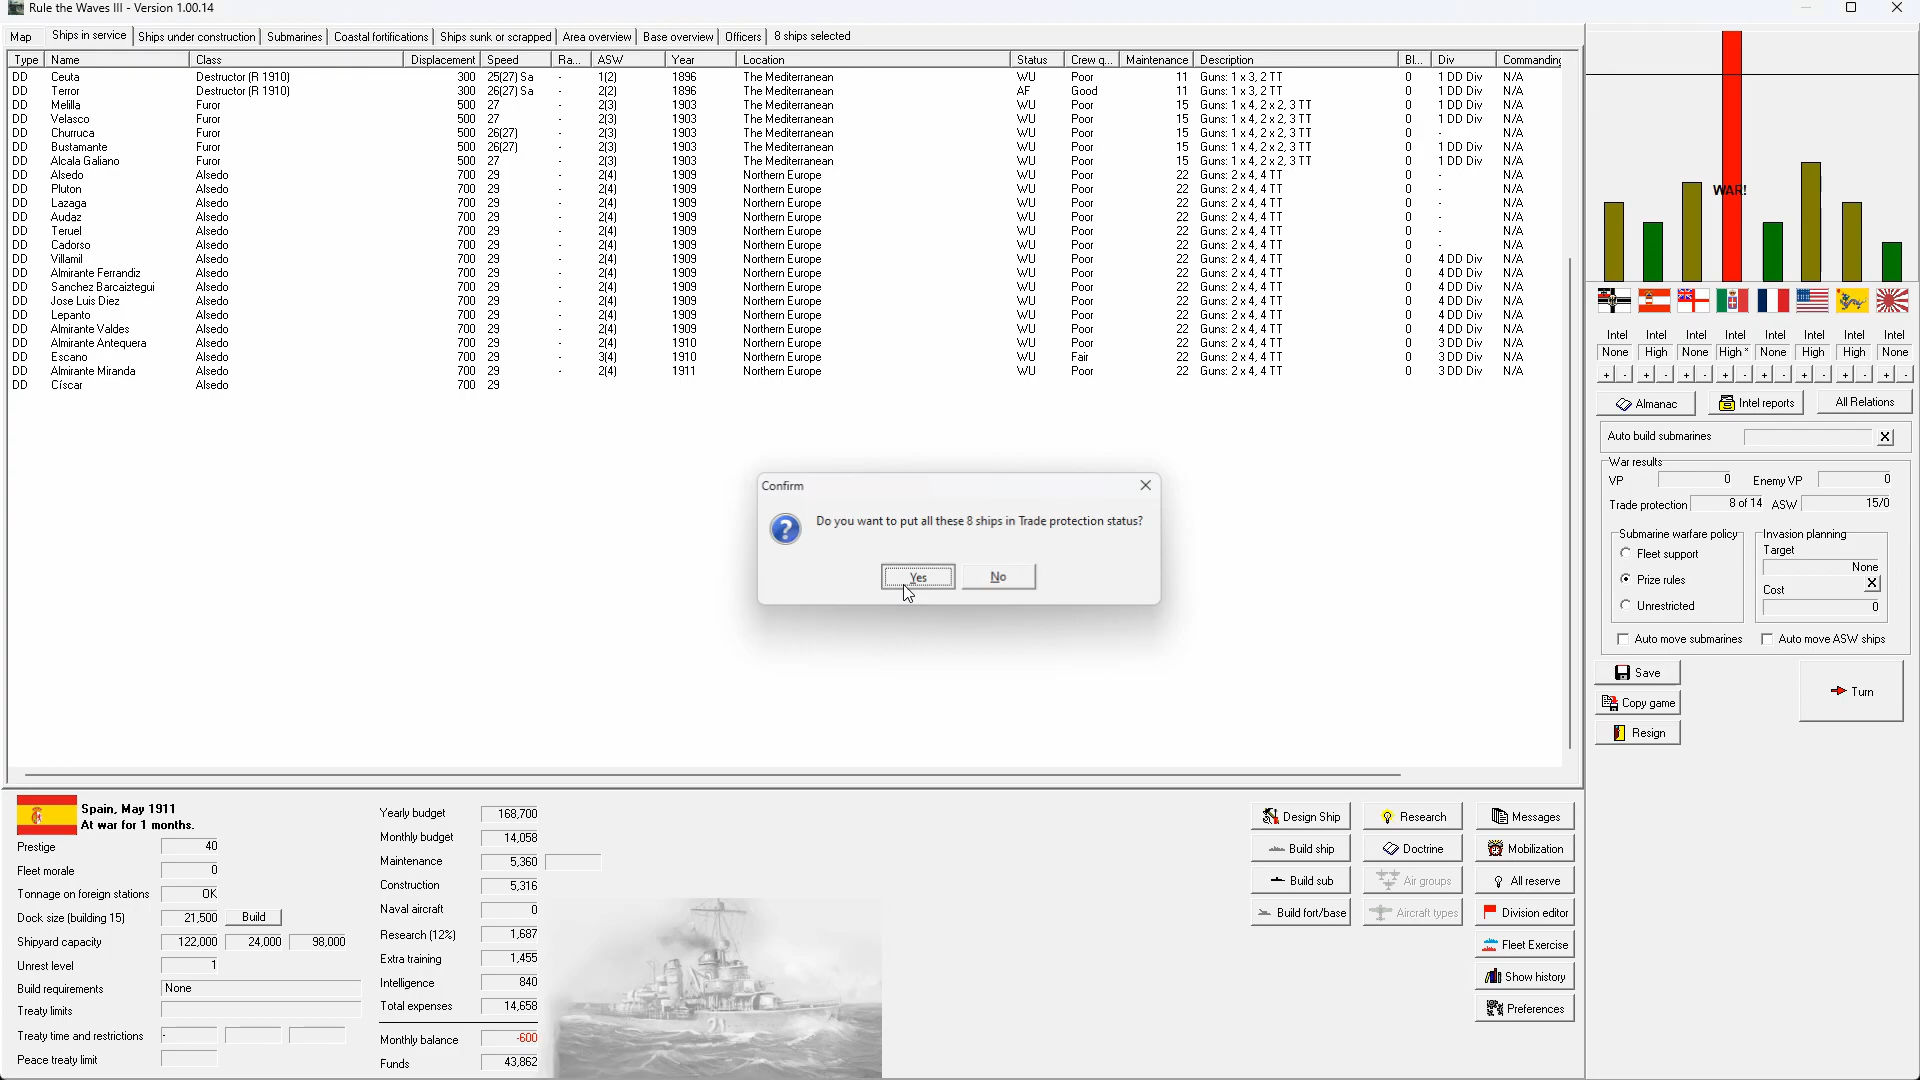 Rule the Waves III - Version 1.00.14
Map Ships in service Ships under construction Submarines Coastal fortifications Ships sunk or scrapped Area overview Base overview Officers 8 ships selected
Type Name Class Displacement Speed Ra... ASW Year Location Status Crew q... Maintenance Description Bl... Div Commanding
DD Ceuta Destructor (R 1910) 300 25(27) Sa - 1(2) 1896 The Mediterranean WU Poor 11 Guns: 1 x 3, 2 TT 0 1 DD Div N/A
DD Terror Destructor (R 1910) 300 26(27) Sa - 2(2) 1896 The Mediterranean AF Good 11 Guns: 1 x 3, 2 TT 0 1 DD Div N/A
DD Melilla Furor 500 27 - 2(3) 1903 The Mediterranean WU Poor 15 Guns: 1 x 4, 2 x 2, 3 TT 0 1 DD Div N/A
DD Velasco Furor 500 27 - 2(3) 1903 The Mediterranean WU Poor 15 Guns: 1 x 4, 2 x 2, 3 TT 0 1 DD Div N/A
DD Churruca Furor 500 26(27) - 2(3) 1903 The Mediterranean WU Poor 15 Guns: 1 x 4, 2 x 2, 3 TT 0 - N/A
DD Bustamante Furor 500 26(27) - 2(3) 1903 The Mediterranean WU Poor 15 Guns: 1 x 4, 2 x 2, 3 TT 0 1 DD Div N/A
DD Alcala Galiano Furor 500 27 - 2(3) 1903 The Mediterranean WU Poor 15 Guns: 1 x 4, 2 x 2, 3 TT 0 1 DD Div N/A
DD Alsedo Alsedo 700 29 - 2(4) 1909 Northern Europe WU Poor 22 Guns: 2 x 4, 4 TT 0 - N/A
DD Pluton Alsedo 700 29 - 2(4) 1909 Northern Europe WU Poor 22 Guns: 2 x 4, 4 TT 0 - N/A
DD Lazaga Alsedo 700 29 - 2(4) 1909 Northern Europe WU Poor 22 Guns: 2 x 4, 4 TT 0 - N/A
DD Audaz Alsedo 700 29 - 2(4) 1909 Northern Europe WU Poor 22 Guns: 2 x 4, 4 TT 0 - N/A
DD Teruel Alsedo 700 29 - 2(4) 1909 Northern Europe WU Poor 22 Guns: 2 x 4, 4 TT 0 - N/A
DD Cadorso Alsedo 700 29 - 2(4) 1909 Northern Europe WU Poor 22 Guns: 2 x 4, 4 TT 0 - N/A
DD Villamil Alsedo 700 29 - 2(4) 1909 Northern Europe WU Poor 22 Guns: 2 x 4, 4 TT 0 4 DD Div N/A
DD Almirante Ferrandiz Alsedo 700 29 - 2(4) 1909 Northern Europe WU Poor 22 Guns: 2 x 4, 4 TT 0 4 DD Div N/A
DD Sanchez Barcaiztegui Alsedo 700 29 - 2(4) 1909 Northern Europe WU Poor 22 Guns: 2 x 4, 4 TT 0 4 DD Div N/A
DD Jose Luis Diez Alsedo 700 29 - 2(4) 1909 Northern Europe WU Poor 22 Guns: 2 x 4, 4 TT 0 4 DD Div N/A
DD Lepanto Alsedo 700 29 - 2(4) 1909 Northern Europe WU Poor 22 Guns: 2 x 4, 4 TT 0 4 DD Div N/A
DD Almirante Valdes Alsedo 700 29 - 2(4) 1909 Northern Europe WU Poor 22 Guns: 2 x 4, 4 TT 0 4 DD Div N/A
DD Almirante Antequera Alsedo 700 29 - 2(4) 1910 Northern Europe WU Poor 22 Guns: 2 x 4, 4 TT 0 3 DD Div N/A
DD Escano Alsedo 700 29 - 3(4) 1910 Northern Europe WU Fair 22 Guns: 2 x 4, 4 TT 0 3 DD Div N/A
DD Almirante Miranda Alsedo 700 29 - 2(4) 1911 Northern Europe WU Poor 22 Guns: 2 x 4, 4 TT 0 3 DD Div N/A
DD Císcar Alsedo 700 29
Confirm
Do you want to put all these 8 ships in Trade protection status?
Yes No
WAR!
Intel Intel Intel Intel Intel Intel Intel Intel
None High None High * None High High None
+ - + - + - + - + - + - + - + -
Almanac Intel reports All Relations
Auto build submarines X
War results
VP 0 Enemy VP 0
Trade protection 8 of 14 ASW 15/0
Submarine warfare policy
Fleet support
Prize rules
Unrestricted
Invasion planning
Target
None
Cost X
0
Auto move submarines Auto move ASW ships
Save
Copy game
Resign
Turn
Spain, May 1911
At war for 1 months.
Prestige 40
Fleet morale 0
Tonnage on foreign stations OK
Dock size (building 15) 21,500 Build
Shipyard capacity 122,000 24,000 98,000
Unrest level 1
Build requirements None
Treaty limits
Treaty time and restrictions -
Peace treaty limit
Yearly budget 168,700
Monthly budget 14,058
Maintenance 5,360
Construction 5,316
Naval aircraft 0
Research (12%) 1,687
Extra training 1,455
Intelligence 840
Total expenses 14,658
Monthly balance -600
Funds 43,862
Design Ship Research Messages
Build ship Doctrine Mobilization
Build sub Air groups All reserve
Build fort/base Aircraft types Division editor
Fleet Exercise
Show history
Preferences